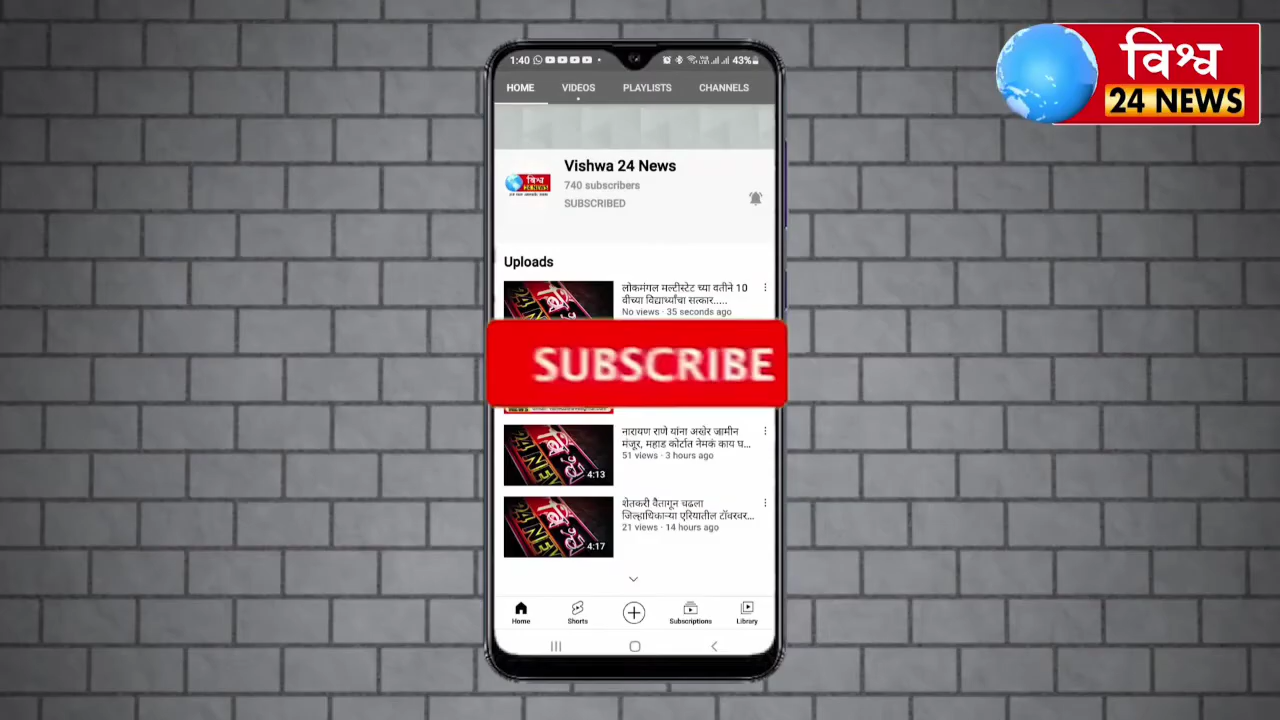 विश्व
24 NEWS
1:40
43%
HOME VIDEOS PLAYLISTS CHANNELS
Vishwa 24 News
740 subscribers
SUBSCRIBED
Uploads
लोकमंगल मल्टीस्टेट च्या वतीने 10
वीच्या विद्यार्थ्यांचा सत्कार.....
No views · 35 seconds ago
SUBSCRIBE
नारायण राणे यांना अखेर जामीन
मंजूर, महाड कोर्टात नेमकं काय घ...
51 views · 3 hours ago
4:13
शेतकरी वैतागून चढला
जिल्हाधिकाऱ्या एरियातील टॉवरवर...
21 views · 14 hours ago
4:17
Home Shorts Subscriptions Library